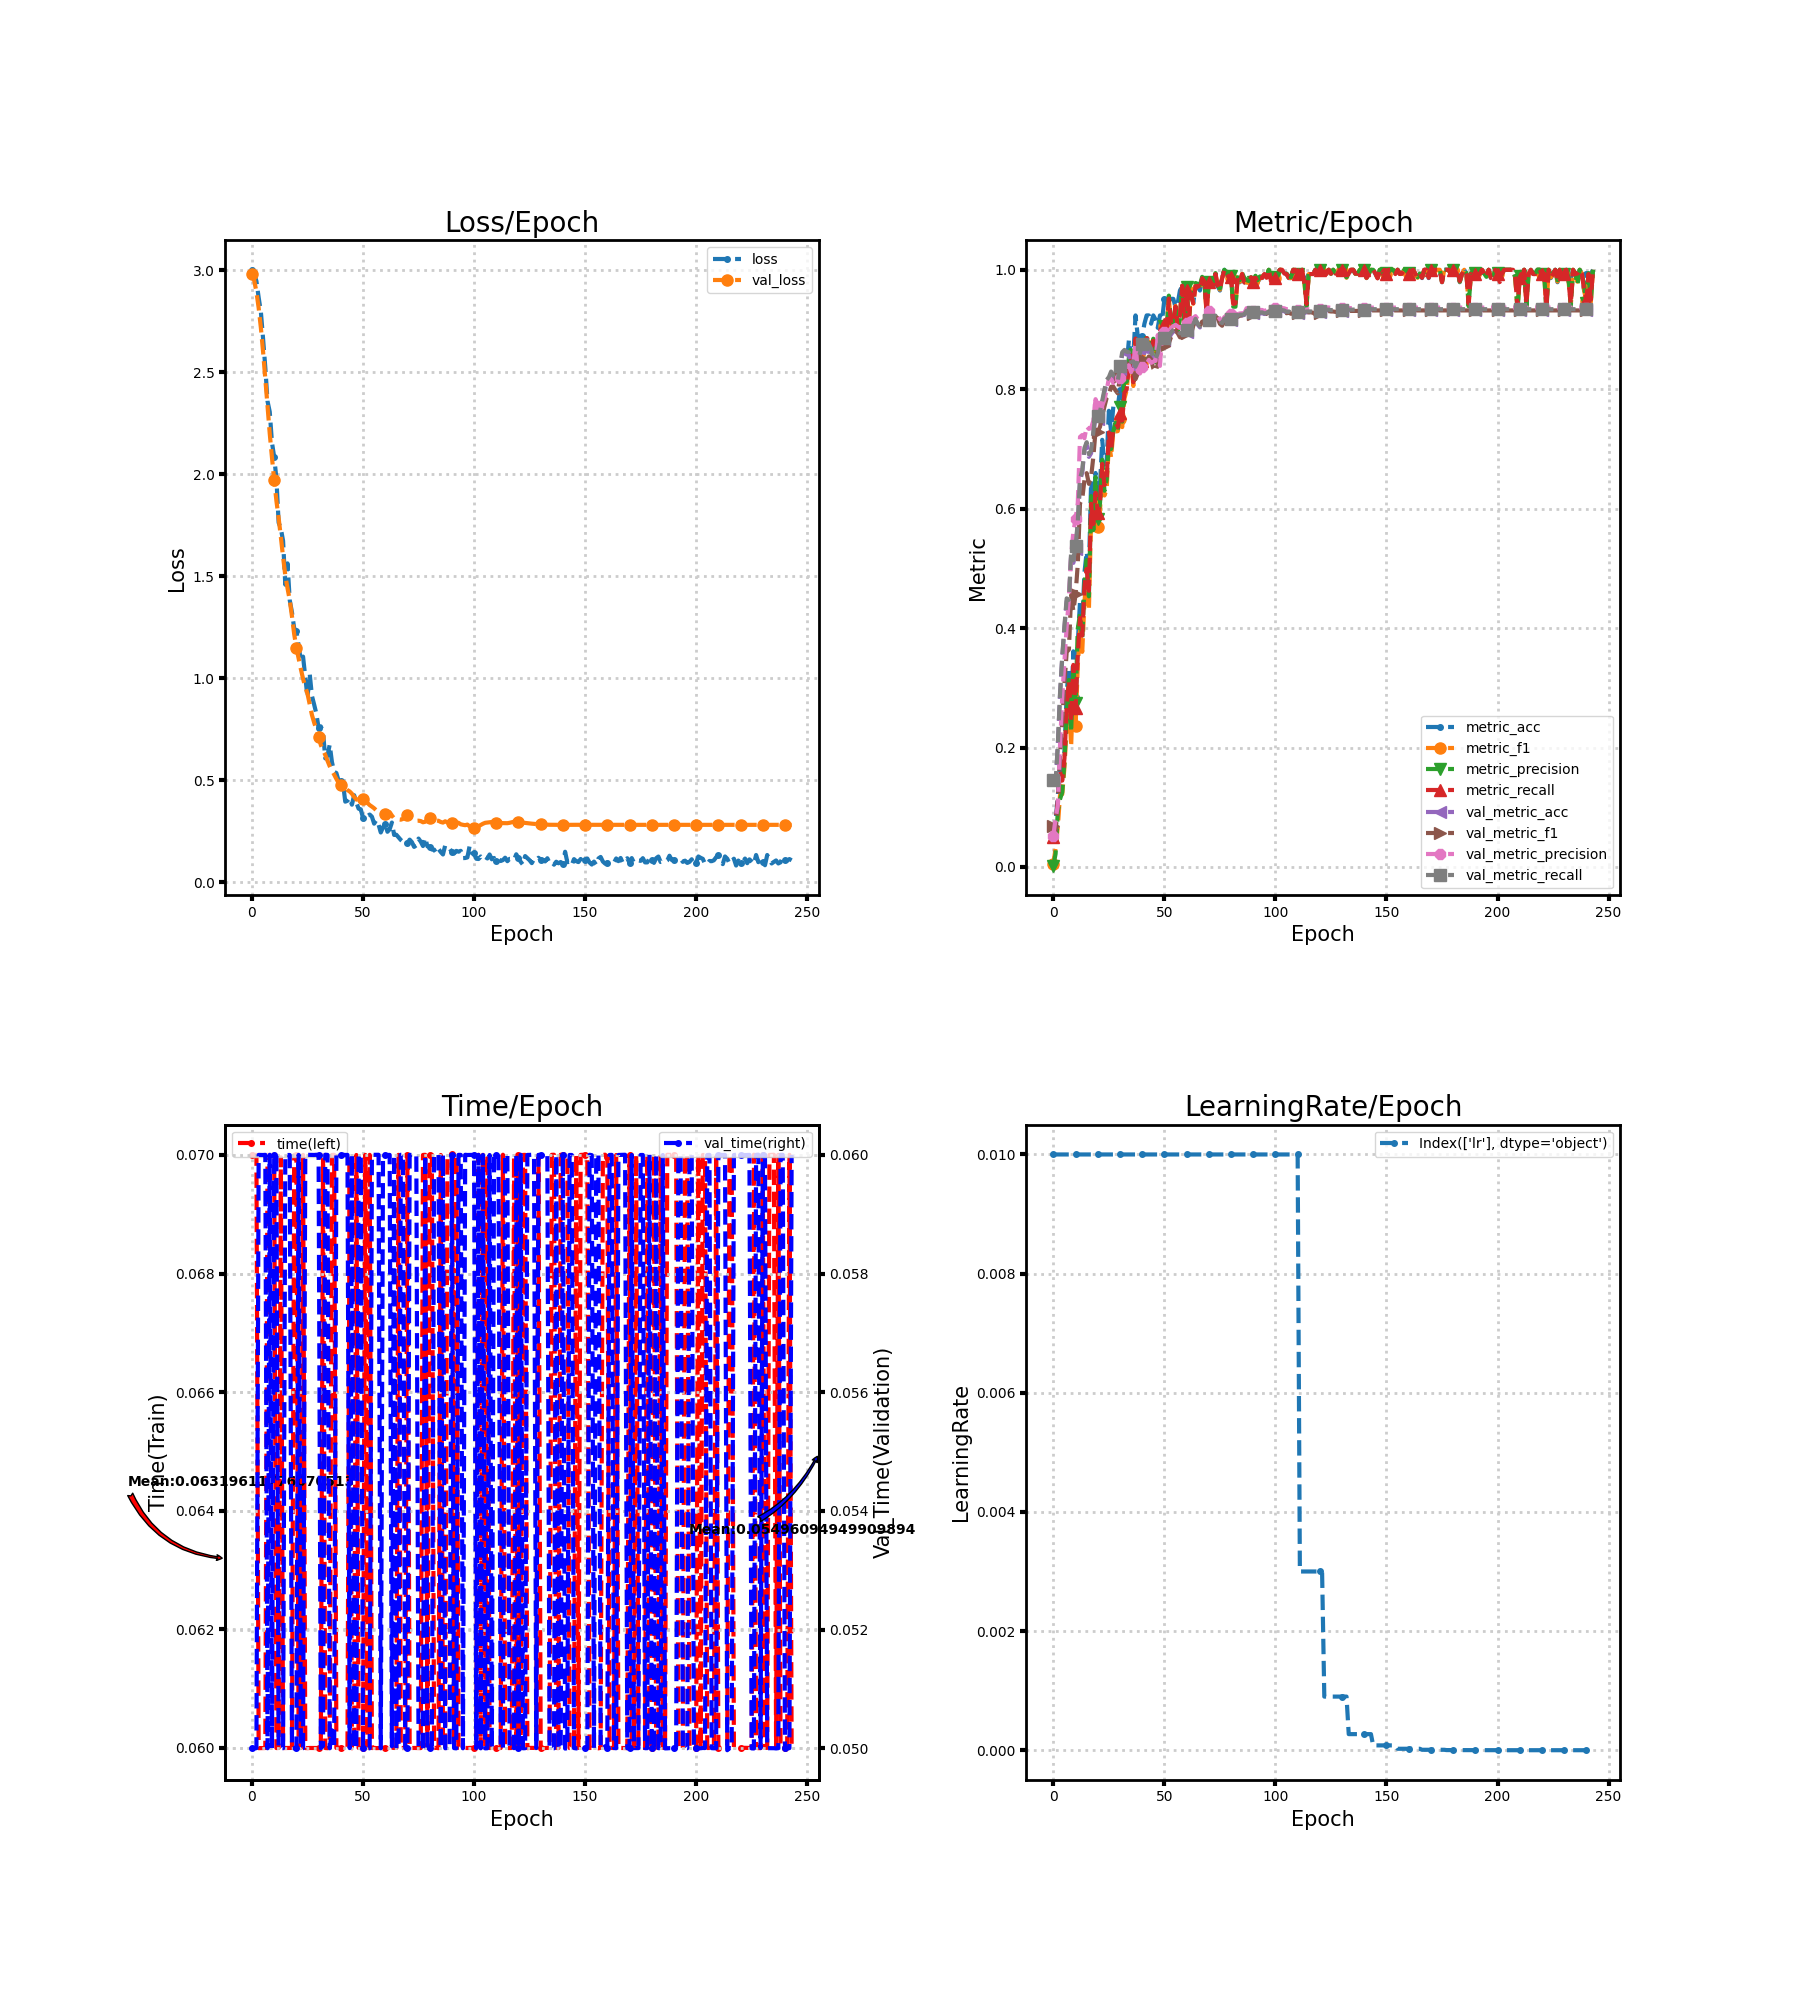 Loss/Epoch
Loss
3.0
2.5
2.0
1.5
1.0
0.5
0.0
0 50 100 150 200 250
Epoch
loss
val_loss
Metric/Epoch
Metric
1.0
0.8
0.6
0.4
0.2
0.0
0 50 100 150 200 250
Epoch
metric_acc
metric_f1
metric_precision
metric_recall
val_metric_acc
val_metric_f1
val_metric_precision
val_metric_recall
Time/Epoch
time(left)
val_time(right)
Time(Train)
0.070
0.068
0.066
0.064
0.062
0.060
0.060
0.058
0.056
0.054
0.052
0.050
Val_Time(Validation)
Mean:0.05496094949909894
0 50 100 150 200 250
Epoch
LearningRate/Epoch
Index(['lr'], dtype='object')
LearningRate
0.010
0.008
0.006
0.004
0.002
0.000
0 50 100 150 200 250
Epoch